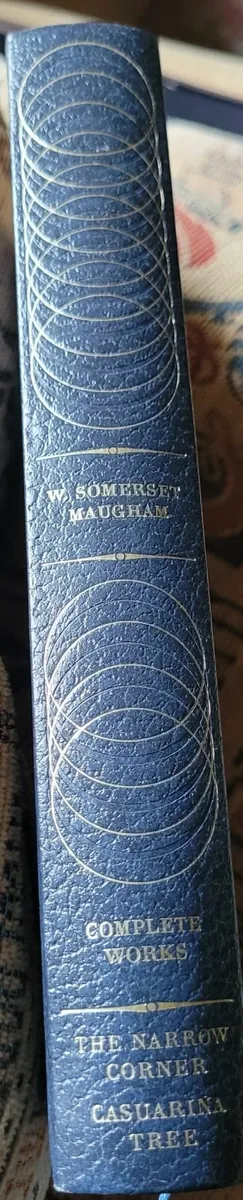 W. SOMERSET
MAUGHAM
COMPLETE
WORKS
THE NARROW
CORNER
CASUARINA
TREE